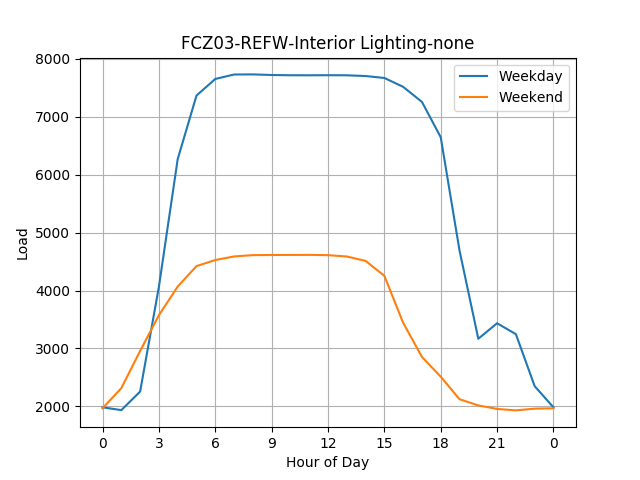 FCZ03-REFW-Interior Lighting-none
Weekday
Weekend
Load
8000
7000
6000
5000
4000
3000
2000
0 3 6 9 12 15 18 21 0
Hour of Day